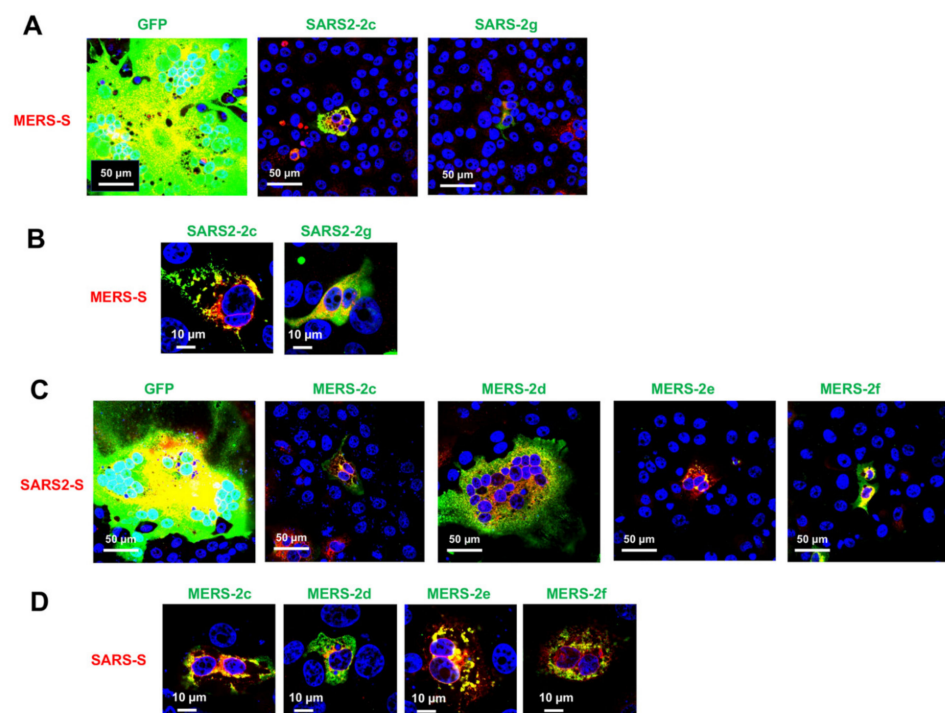 A
GFP
SARS2-2c
SARS-2g
MERS-S
50 µm
50 µm
50 µm
B
SARS2-2c
SARS2-2g
MERS-S
10 µm
10 µm
C
GFP
MERS-2c
MERS-2d
MERS-2e
MERS-2f
SARS2-S
50 µm
50 µm
50 µm
50 µm
50 µm
D
MERS-2c
MERS-2d
MERS-2e
MERS-2f
SARS-S
10 µm
10 µm
10 µm
10 µm